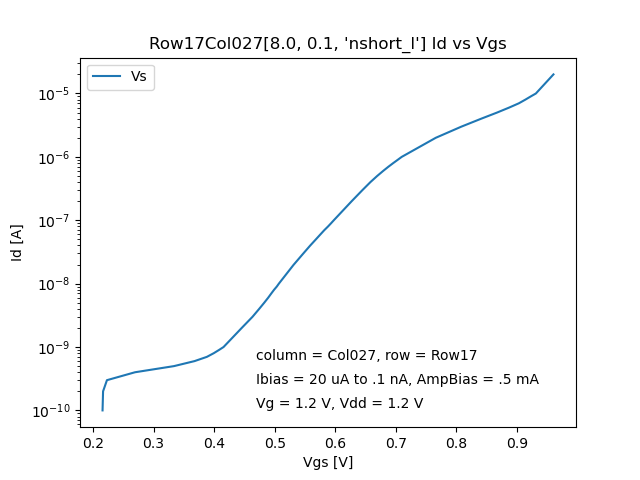 Row17Col027[8.0, 0.1, 'nshort_l'] Id vs Vgs
Vs
Id [A]
10⁻⁵
10⁻⁶
10⁻⁷
10⁻⁸
10⁻⁹
10⁻¹⁰
column = Col027, row = Row17
Ibias = 20 uA to .1 nA, AmpBias = .5 mA
Vg = 1.2 V, Vdd = 1.2 V
0.2 0.3 0.4 0.5 0.6 0.7 0.8 0.9
Vgs [V]